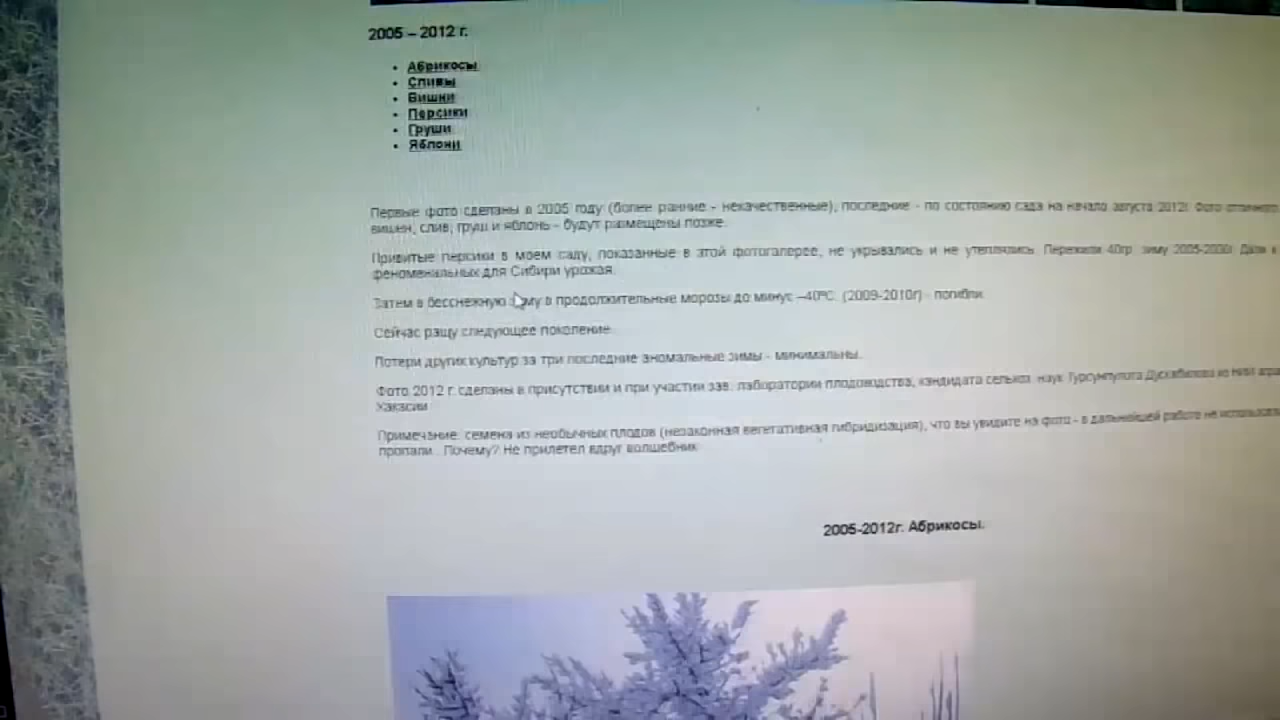 2005 – 2012 г.
Абрикосы
Сливы
Вишни
Персики
Груши
Яблони
Первые фото сделаны в 2005 году (более ранние - некачественные), последние - по состоянию сада на начало августа 2012г. Фото
вишен, слив, груш и яблонь - будут размещены позже.
Привитые персики в моем саду, показанные в этой фотогалерее, не укрывались и не утеплялись. Пережили 40гр. зиму 2005-2006г. Дали
феноменальных для Сибири урожая.
Затем в бесснежную зиму в продолжительные морозы до минус –40ºС. (2009-2010г) - погибли.
Сейчас ращу следующее поколение.
Потери других культур за три последние аномальные зимы - минимальны.
Фото 2012 г. сделаны в присутствии и при участии зав. лаборатории плодоводства, кандидата сельхоз. наук из НИИ
Хакасии
Примечание: семена из необычных плодов (незаконная вегетативная гибридизация), что вы увидите на фото - в дальнейшей работе не
пропали.. Почему? Не прилетел вдруг волшебник.
2005-2012г. Абрикосы.